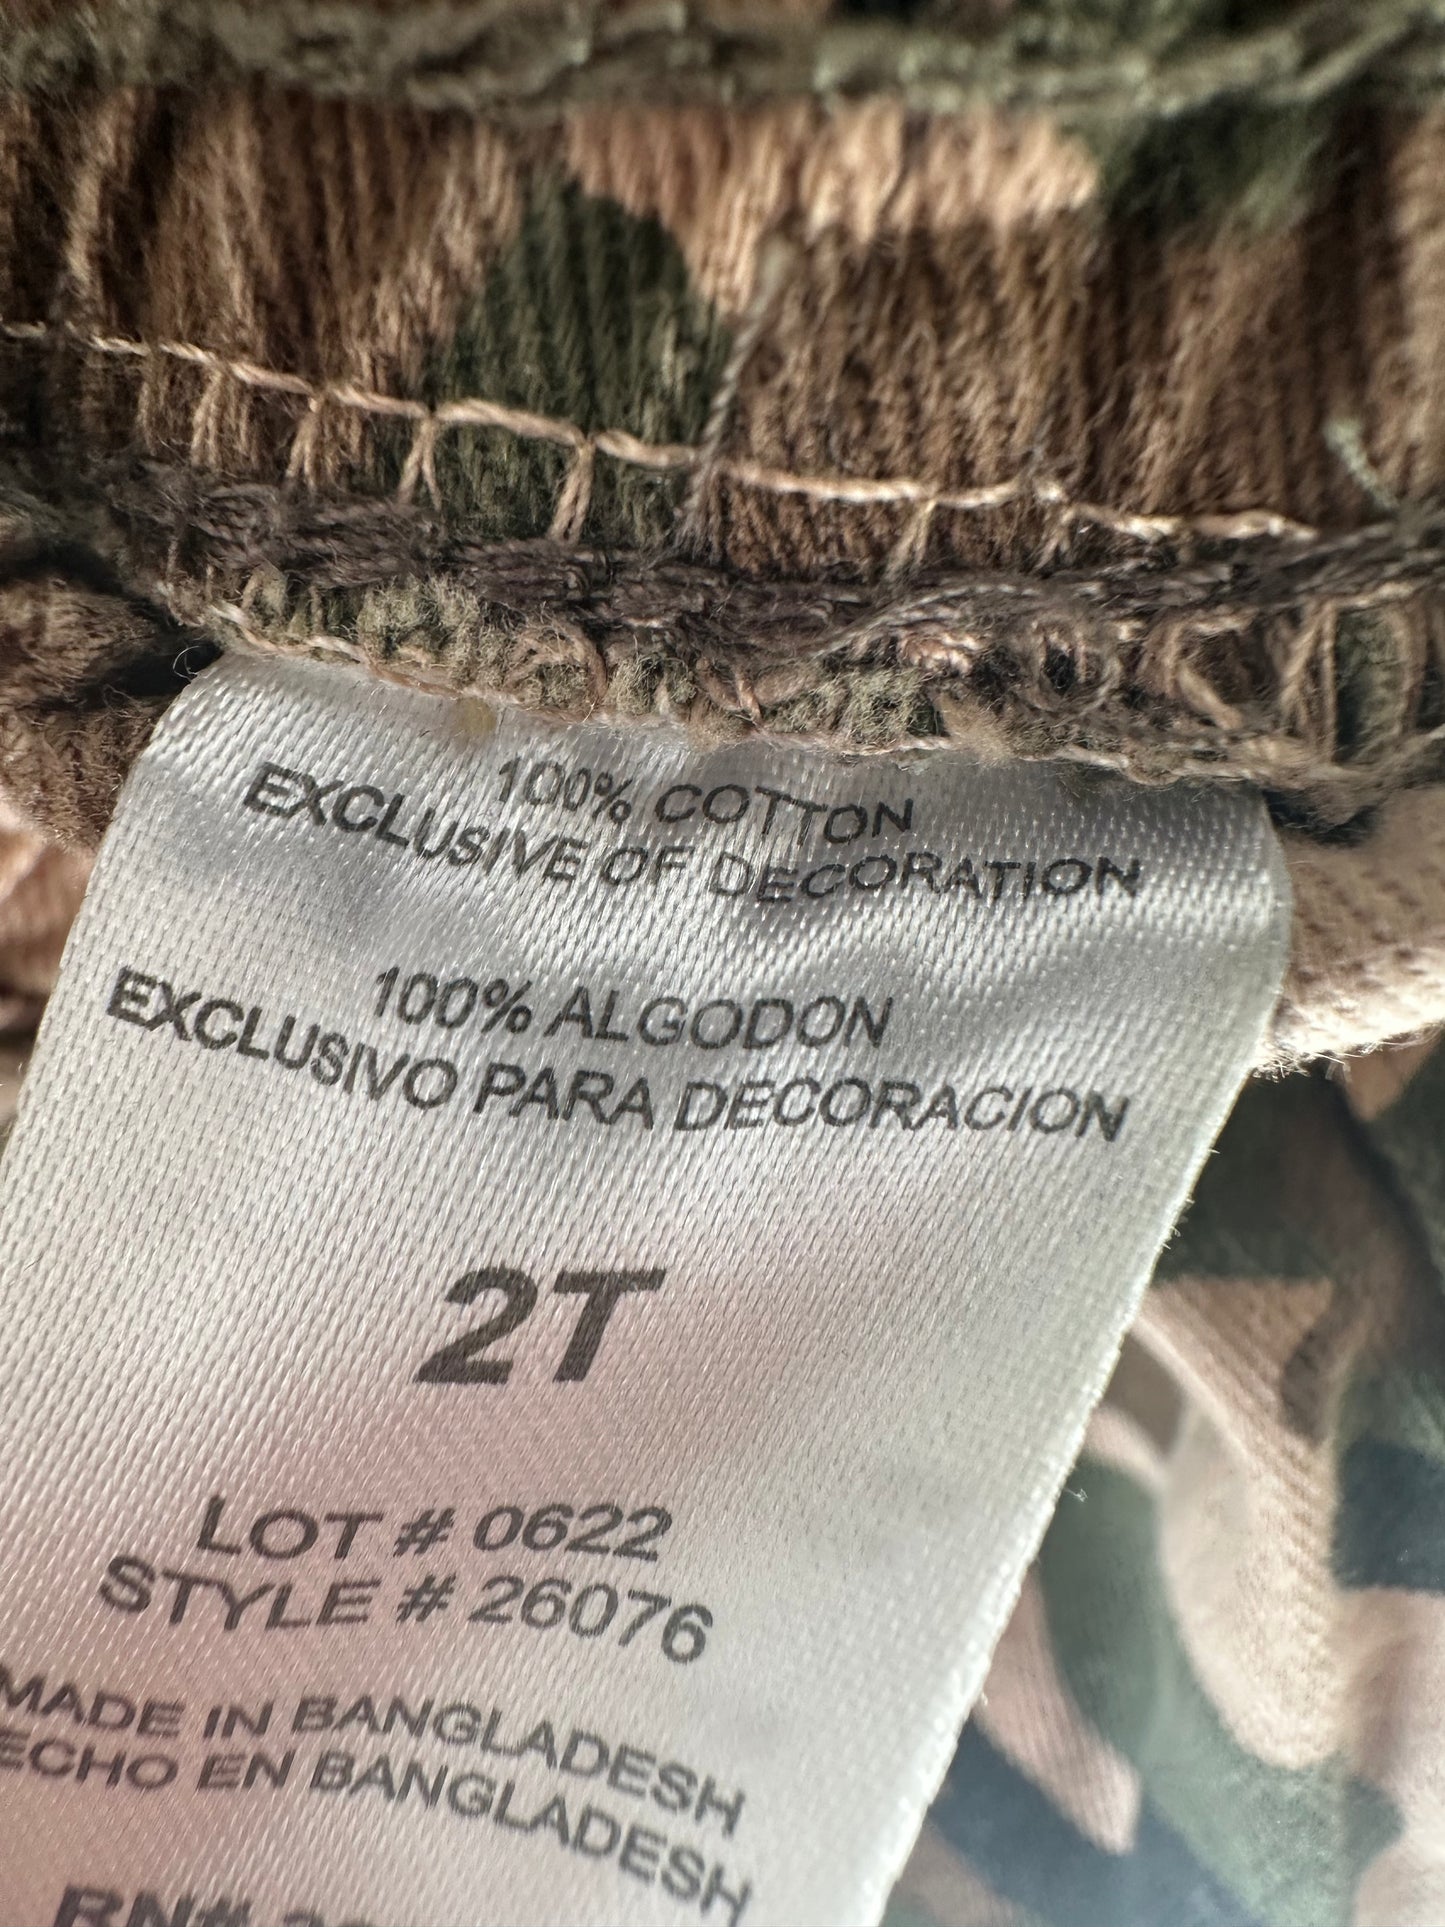 100% COTTON
EXCLUSIVE OF DECORATION
100% ALGODON
EXCLUSIVO PARA DECORACION
2T
LOT # 0622
STYLE # 26076
MADE IN BANGLADESH
ECHO EN BANGLADESH
RN#